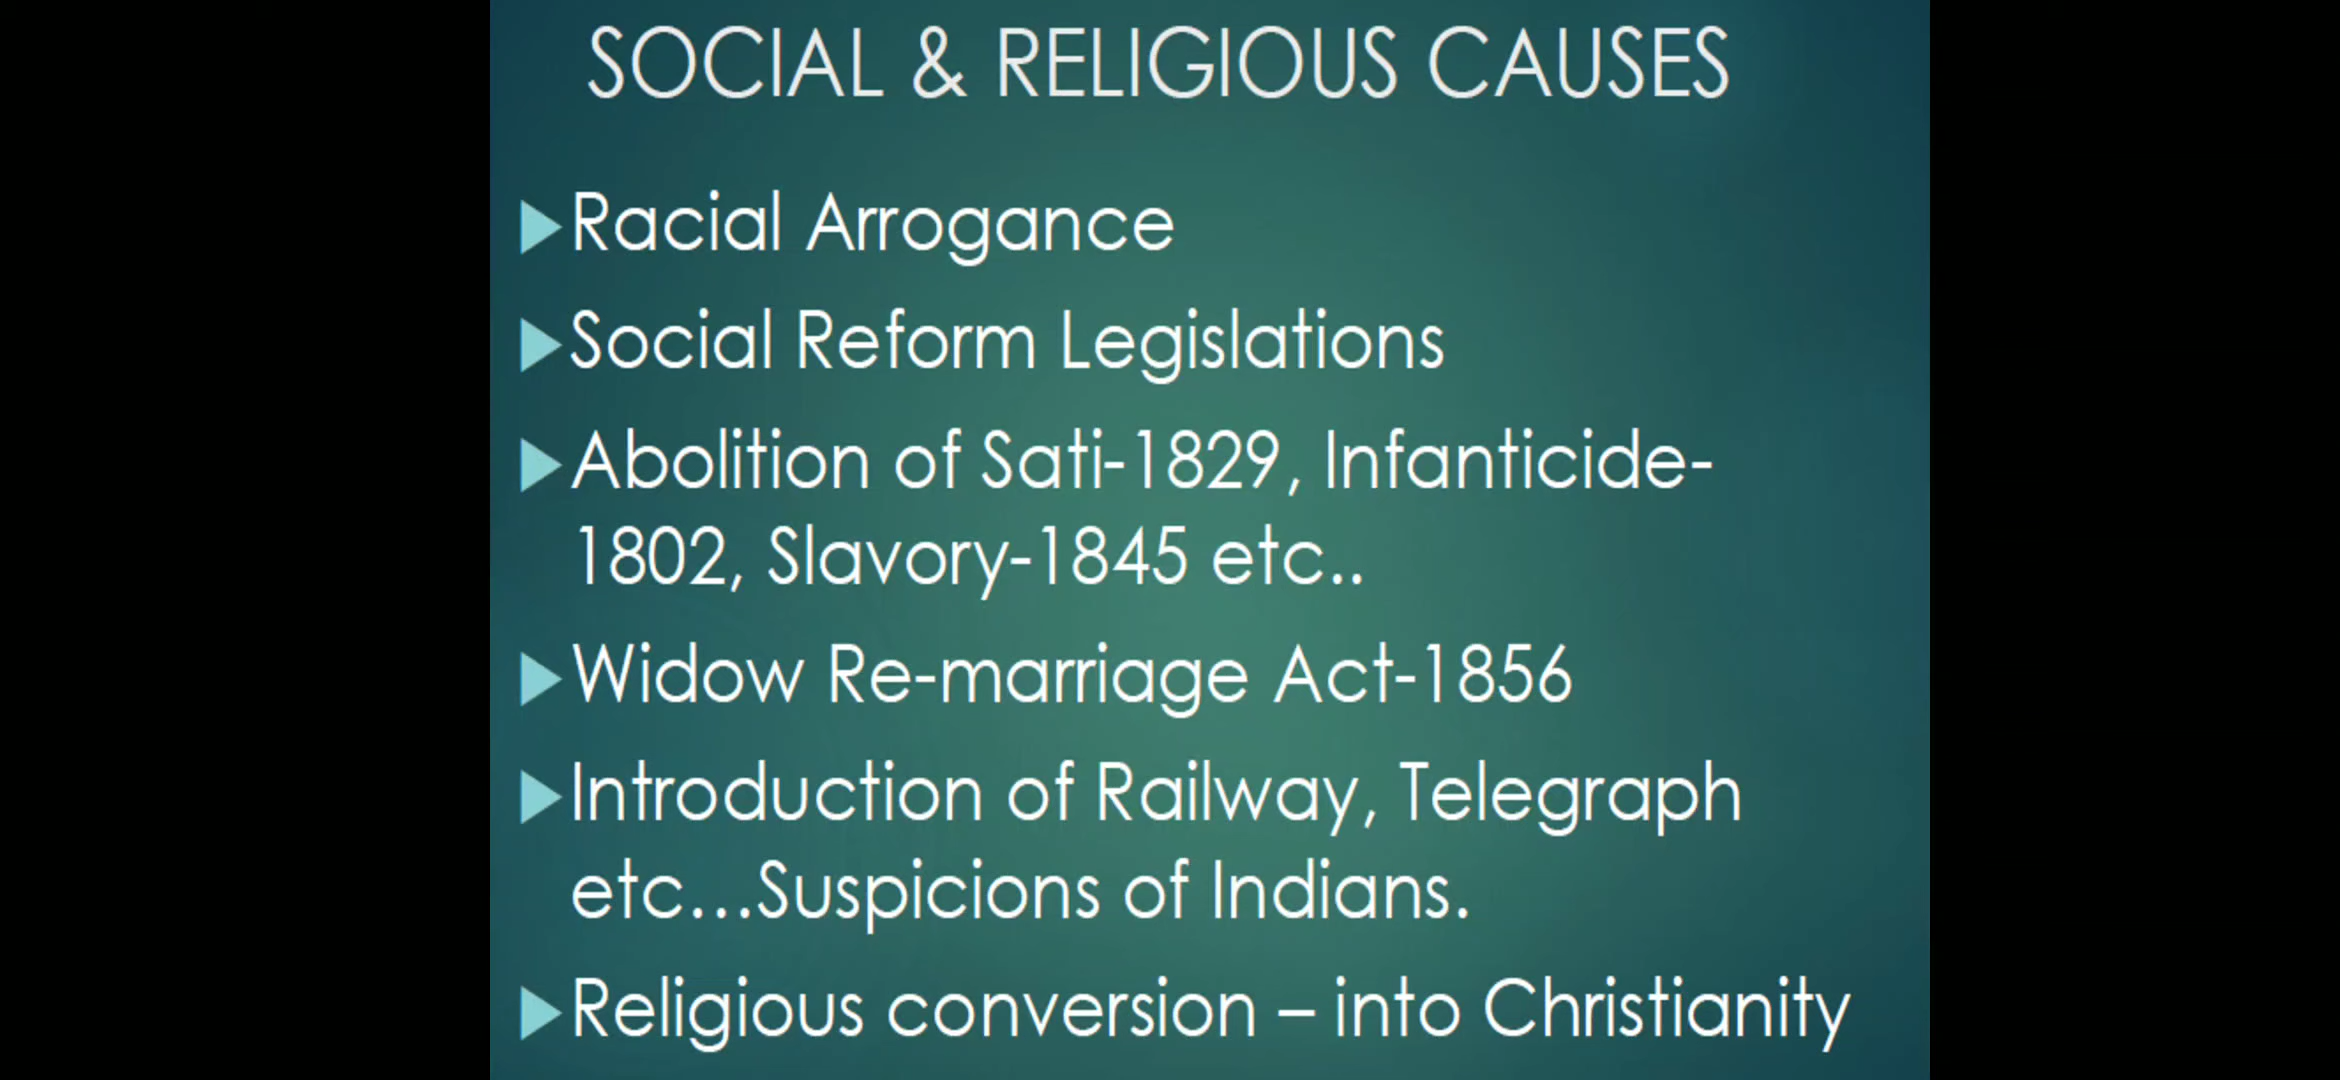 SOCIAL & RELIGIOUS CAUSES
Racial Arrogance
Social Reform Legislations
Abolition of Sati-1829, Infanticide-
1802, Slavory-1845 etc..
Widow Re-marriage Act-1856
Introduction of Railway, Telegraph
etc...Suspicions of Indians.
Religious conversion – into Christianity